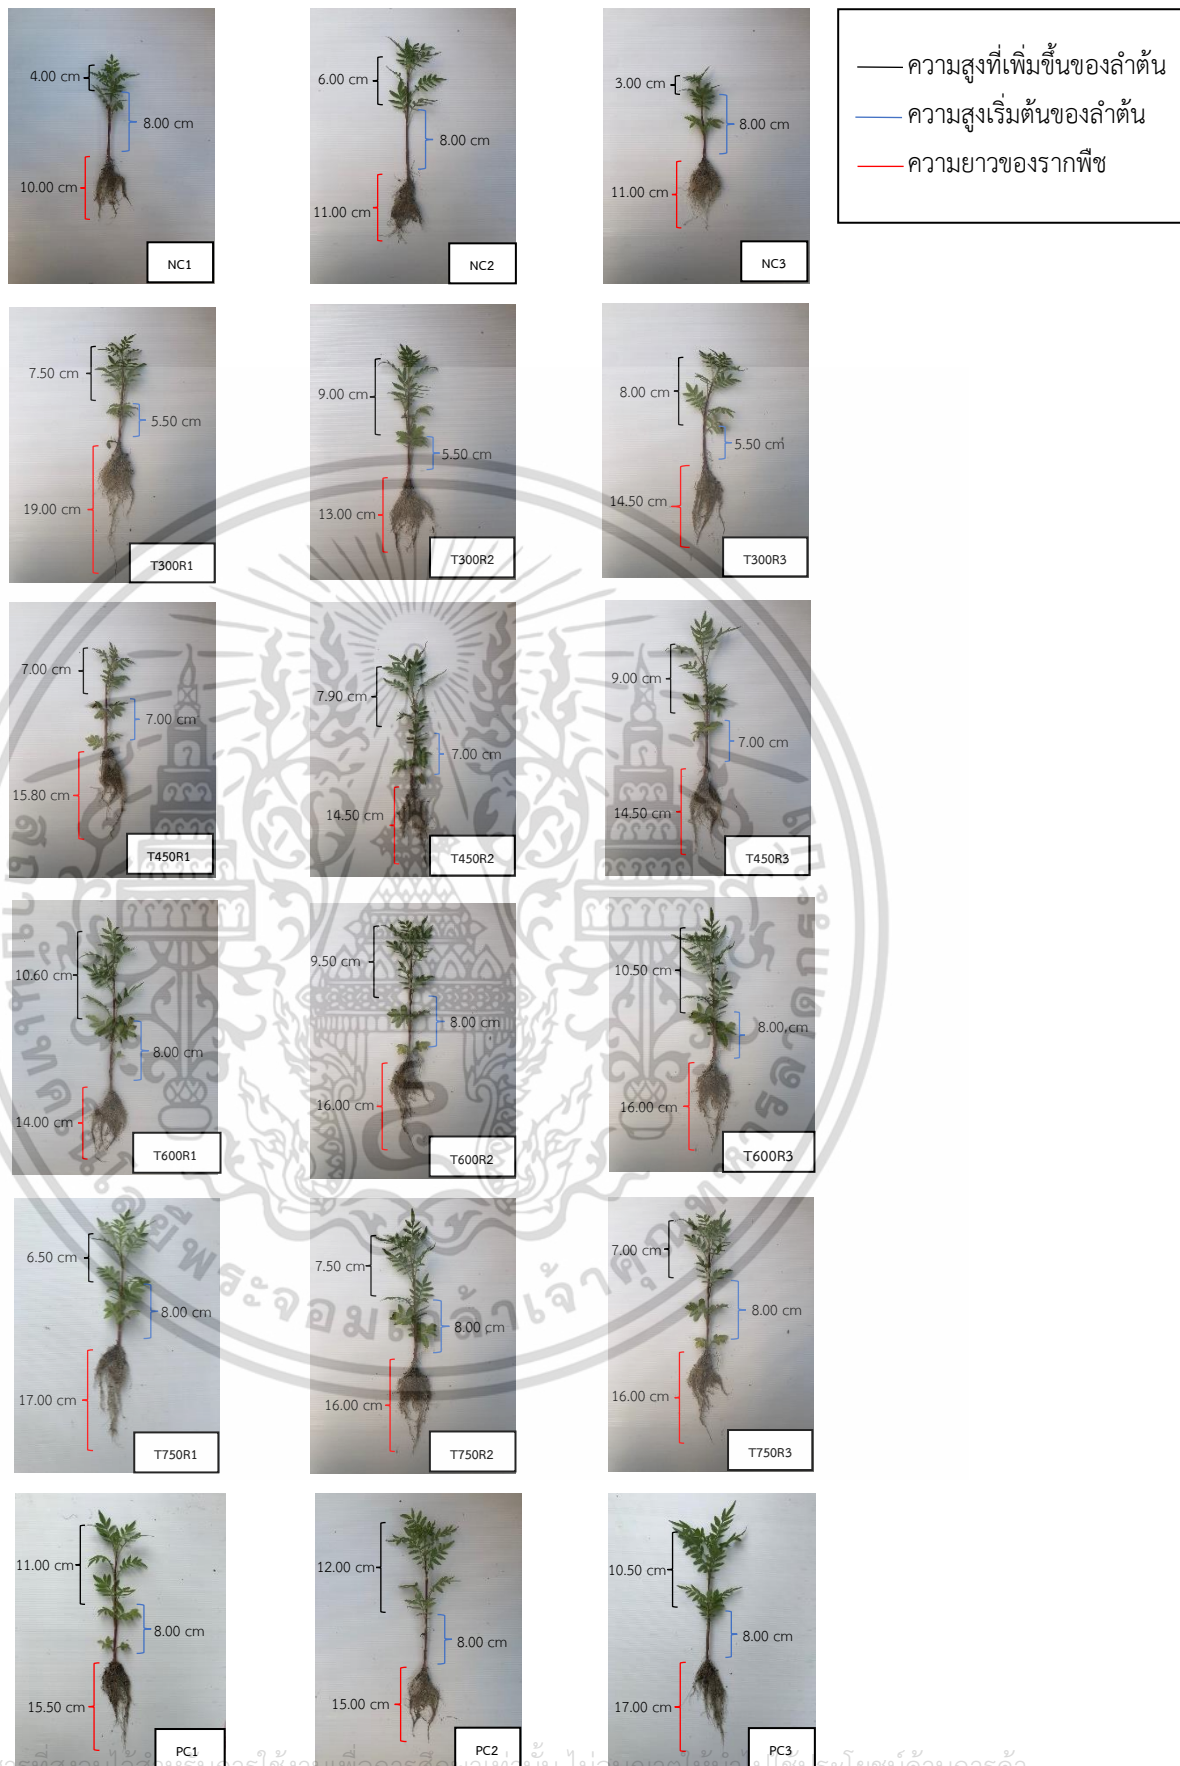 ความสูงที่เพิ่มขึ้นของลำต้น
ความสูงเริ่มต้นของลำต้น
ความยาวของรากพืช
4.00 cm
8.00 cm
10.00 cm
NC1
6.00 cm
8.00 cm
11.00 cm
NC2
3.00 cm
8.00 cm
11.00 cm
NC3
7.50 cm
5.50 cm
19.00 cm
T300R1
9.00 cm
5.50 cm
13.00 cm
T300R2
8.00 cm
5.50 cm
14.50 cm
T300R3
7.00 cm
7.00 cm
15.80 cm
T450R1
7.90 cm
7.00 cm
14.50 cm
T450R2
9.00 cm
7.00 cm
14.50 cm
T450R3
10.60 cm
8.00 cm
14.00 cm
T600R1
9.50 cm
8.00 cm
16.00 cm
T600R2
10.50 cm
8.00 cm
16.00 cm
T600R3
6.50 cm
8.00 cm
17.00 cm
T750R1
7.50 cm
8.00 cm
16.00 cm
T750R2
7.00 cm
8.00 cm
16.00 cm
T750R3
11.00 cm
8.00 cm
15.50 cm
PC1
12.00 cm
8.00 cm
15.00 cm
PC2
10.50 cm
8.00 cm
17.00 cm
PC3